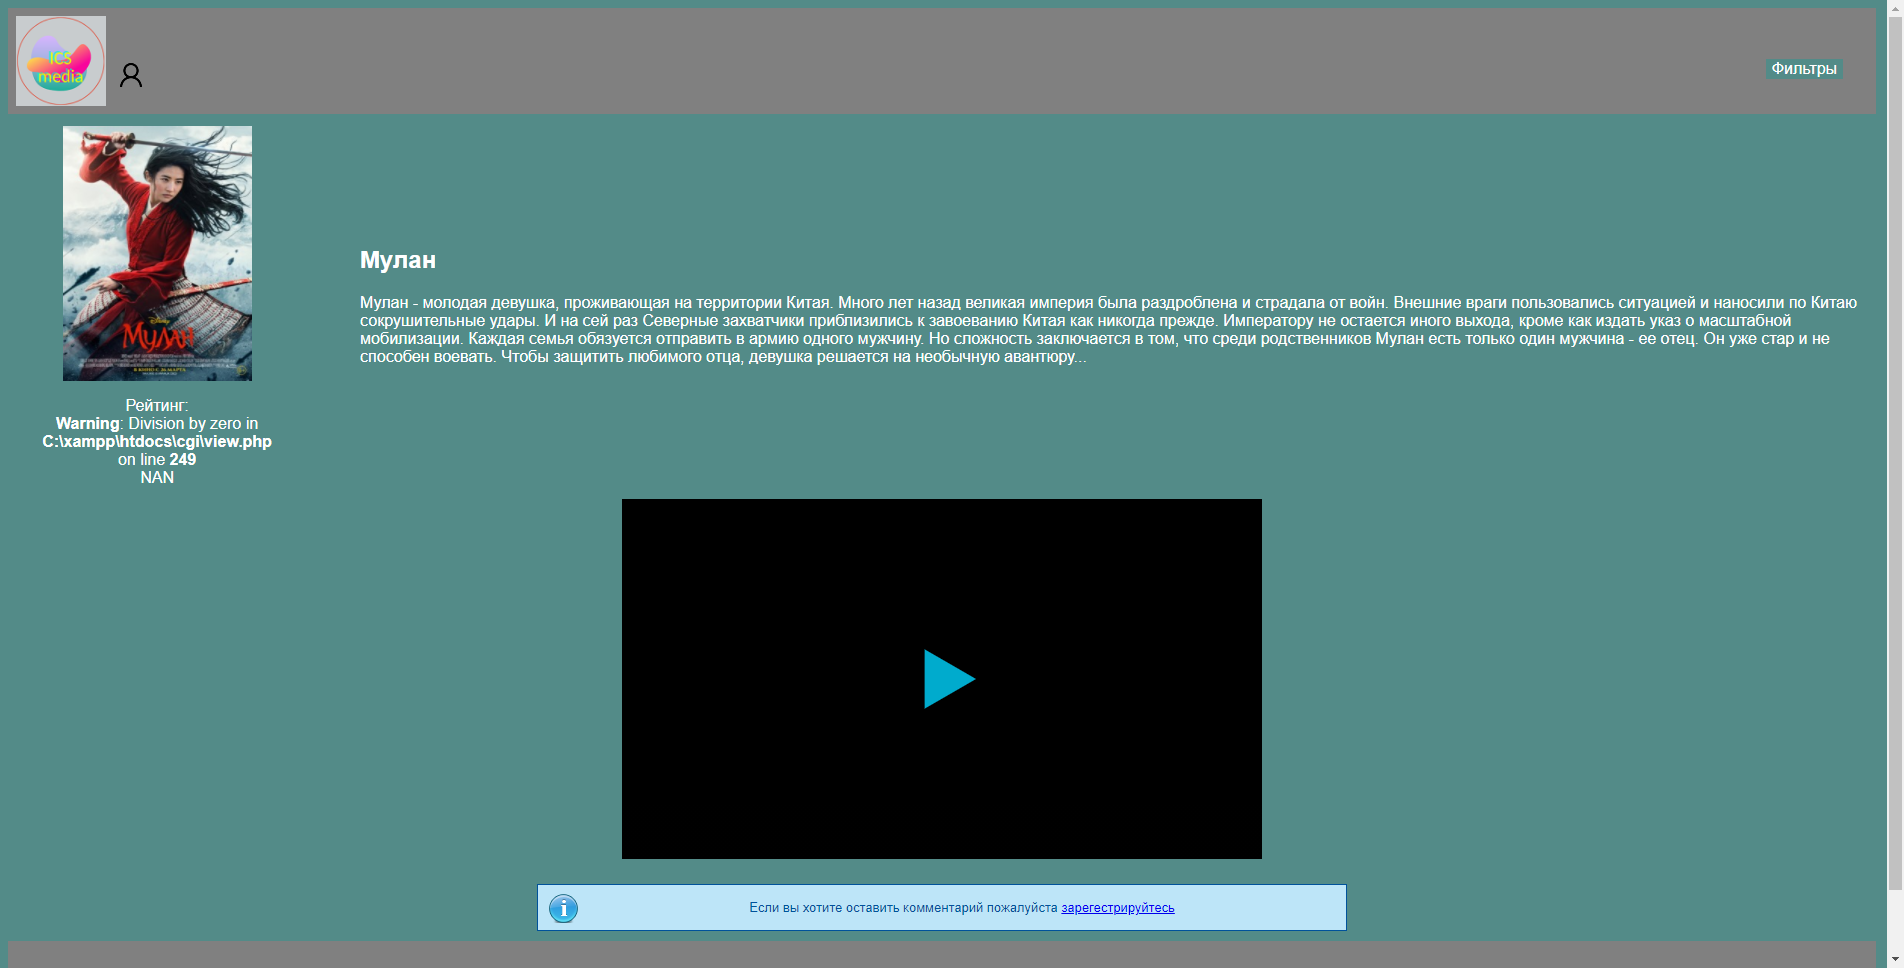 ICS
media
Фильтры
Disney
МУЛАН
В КИНО С 26 МАРТА
Мулан
Мулан - молодая девушка, проживающая на территории Китая. Много лет назад великая империя была раздроблена и страдала от войн. Внешние враги пользовались ситуацией и наносили по Китаю
сокрушительные удары. И на сей раз Северные захватчики приблизились к завоеванию Китая как никогда прежде. Императору не остается иного выхода, кроме как издать указ о масштабной
мобилизации. Каждая семья обязуется отправить в армию одного мужчину. Но сложность заключается в том, что среди родственников Мулан есть только один мужчина - ее отец. Он уже стар и не
способен воевать. Чтобы защитить любимого отца, девушка решается на необычную авантюру...
Рейтинг:
Warning: Division by zero in
C:\xampp\htdocs\cgi\view.php
on line 249
NAN
Если вы хотите оставить комментарий пожалуйста зарегестрируйтесь